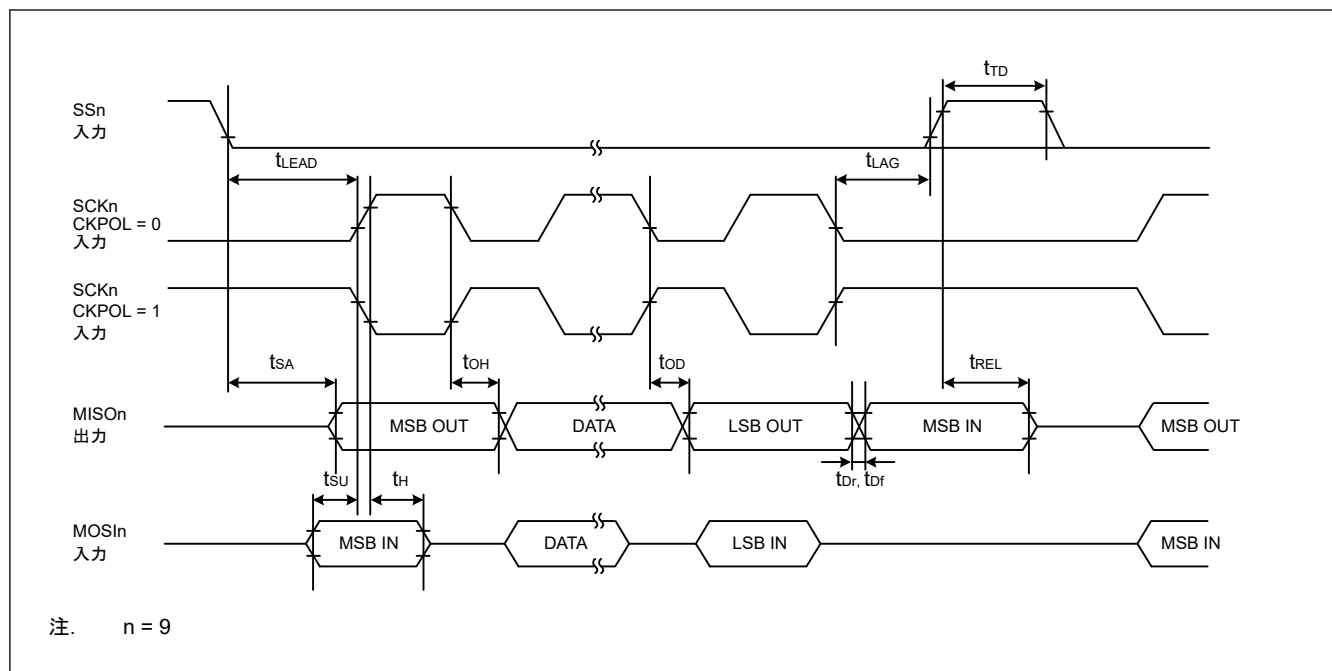 tTD
SSn
入力
tLEAD
tLAG
SCKn
CKPOL = 0
入力
SCKn
CKPOL = 1
入力
tSA
tOH
tOD
tREL
MISOn
出力
MSB OUT
DATA
LSB OUT
MSB IN
MSB OUT
tSU
tH
tDr, tDf
MOSIn
入力
MSB IN
DATA
LSB IN
MSB IN
注. n = 9